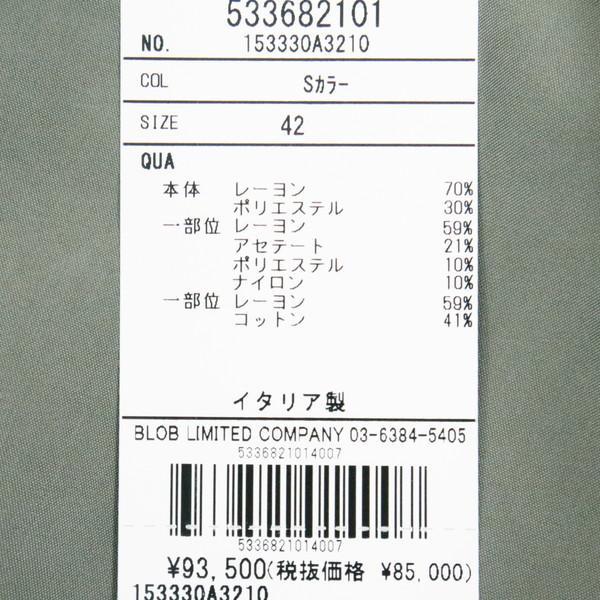 533682101
NO. 153330A3210
COL Sカラー
SIZE 42
QUA
本体 レーヨン 70%
ポリエステル 30%
一部位 レーヨン 59%
アセテート 21%
ポリエステル 10%
ナイロン 10%
一部位 レーヨン 59%
コットン 41%
イタリア製
BLOB LIMITED COMPANY 03-6384-5405
5336821014007
5336821014007
¥93,500(税抜価格 ¥85,000)
153330A3210